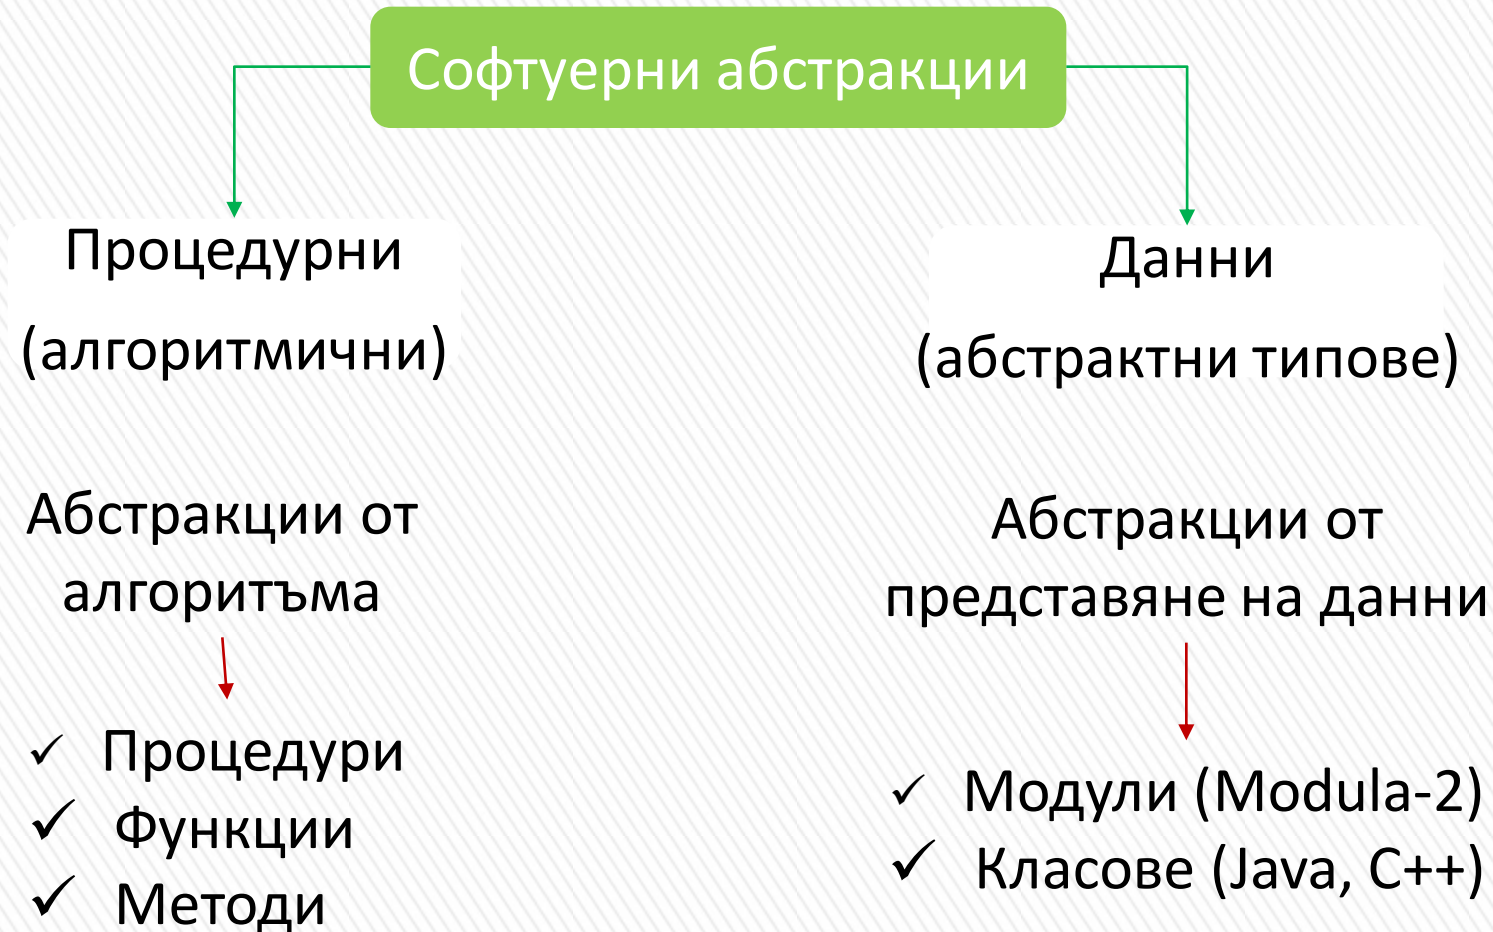 Софтуерни абстракции
Процедурни
(алгоритмични)
Абстракции от
алгоритъма
✓ Процедури
✓ Функции
✓ Методи
Данни
(абстрактни типове)
Абстракции от
представяне на данни
✓ Модули (Modula-2)
✓ Класове (Java, C++)